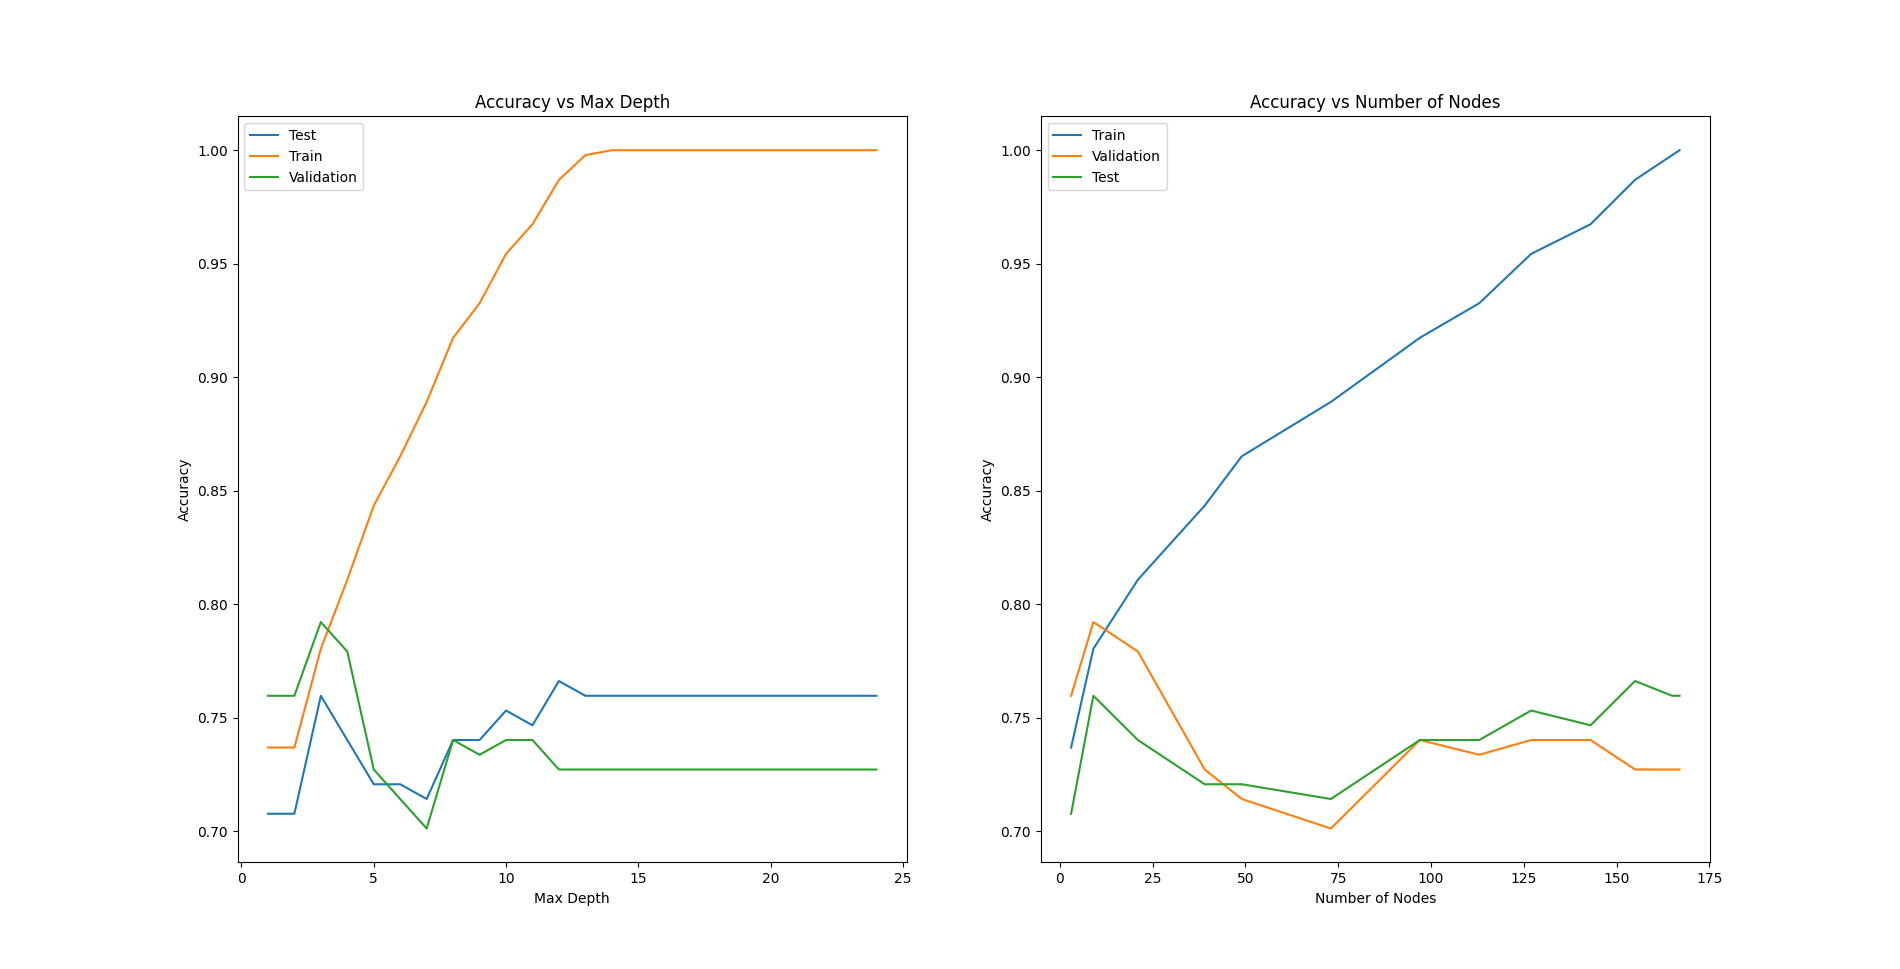 Accuracy vs Max Depth
Test
Train
Validation
1.00
0.95
0.90
0.85
0.80
0.75
0.70
Accuracy
0 5 10 15 20 25
Max Depth
Accuracy vs Number of Nodes
Train
Validation
Test
1.00
0.95
0.90
0.85
0.80
0.75
0.70
Accuracy
0 25 50 75 100 125 150 175
Number of Nodes